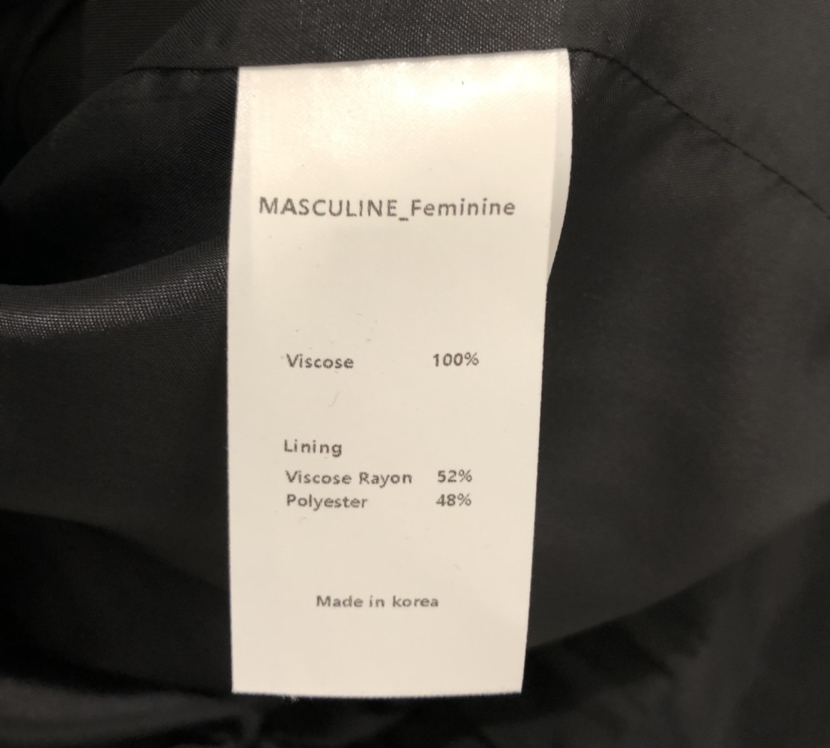 MASCULINE_Feminine
Viscose 100%
Lining
Viscose Rayon 52%
Polyester 48%
Made in korea